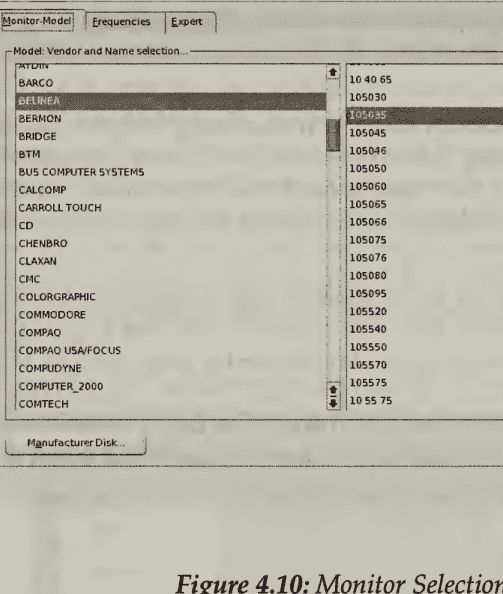 Monitor-Model Frequencies Expert
Model: Vendor and Name selection...
AYDIN
BARCO
BELINEA
BERMON
BRIDGE
BTM
BUS COMPUTER SYSTEMS
CALCOMP
CARROLL TOUCH
CD
CHENBRO
CLAXAN
CMC
COLORGRAPHIC
COMMODORE
COMPAQ
COMPAQ USA/FOCUS
COMPUDYNE
COMPUTER_2000
COMTECH
10 40 65
105030
105035
105045
105046
105050
105060
105065
105066
105075
105076
105080
105095
105520
105540
105550
105570
105575
10 55 75
Manufacturer Disk...
Figure 4.10: Monitor Selection